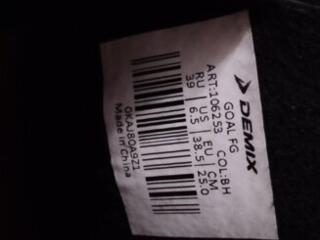 DEMIX
GOAL FG
ART:106253 COL:BH
RU | US | EU | CM
39 | 6.5 | 38.5 | 25.0
0KAJ80A9Z1
Made in China